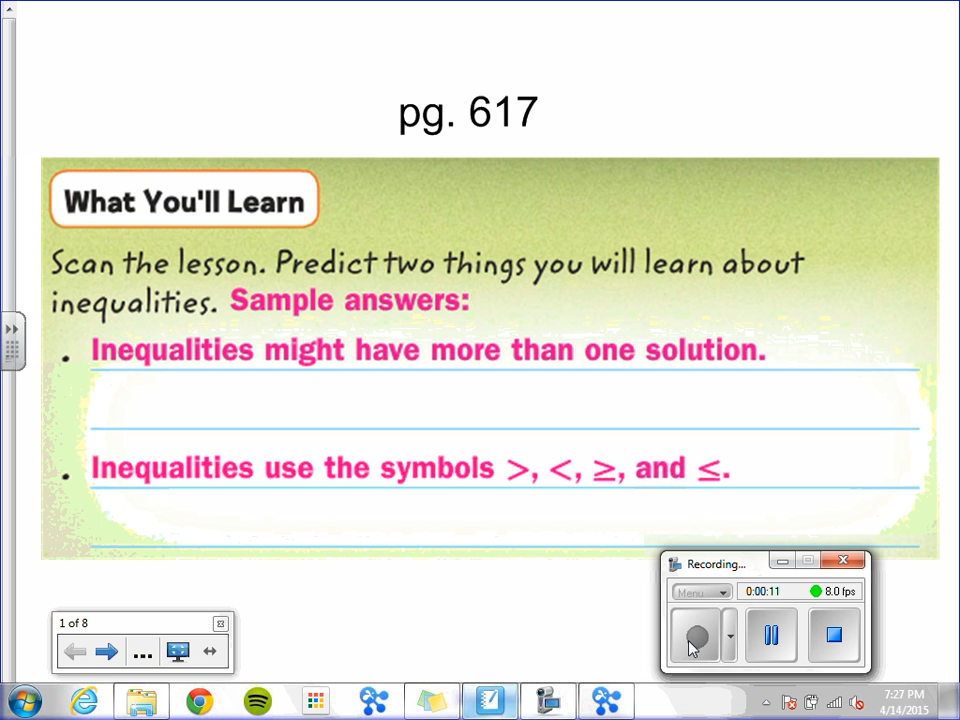 pg. 617
What You'll Learn
Scan the lesson. Predict two things you will learn about
inequalities. Sample answers:
• Inequalities might have more than one solution.
• Inequalities use the symbols >, <, ≥, and ≤.
Recording...
Menu 0:00:11 8.0 fps
1 of 8
7:27 PM
4/14/2015